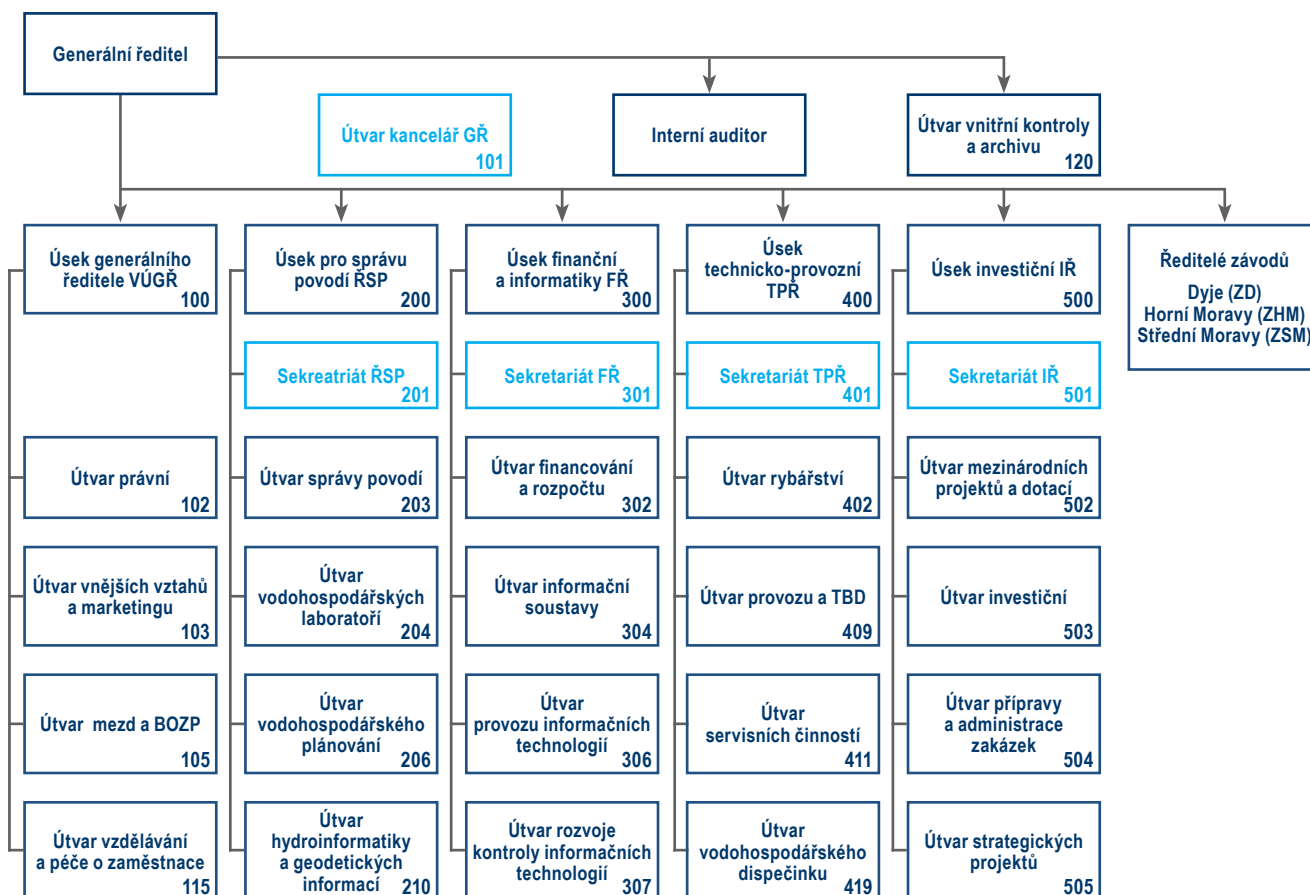 Generální ředitel
Útvar kancelář GŘ
101
Interní auditor
Útvar vnitřní kontroly
a archivu
120
Úsek generálního
ředitele VÚGŘ
100
Úsek pro správu
povodí ŘSP
200
Úsek finanční
a informatiky FŘ
300
Úsek
technicko-provozní
TPŘ
400
Úsek investiční IŘ
500
Ředitelé závodů
Dyje (ZD)
Horní Moravy (ZHM)
Střední Moravy (ZSM)
Sekreatriát ŘSP
201
Sekretariát FŘ
301
Sekretariát TPŘ
401
Sekretariát IŘ
501
Útvar právní
102
Útvar správy povodí
203
Útvar financování
a rozpočtu
302
Útvar rybářství
402
Útvar mezinárodních
projektů a dotací
502
Útvar vnějších vztahů
a marketingu
103
Útvar
vodohospodářských
laboratoří
204
Útvar informační
soustavy
304
Útvar provozu a TBD
409
Útvar investiční
503
Útvar mezd a BOZP
105
Útvar
vodohospodářského
plánování
206
Útvar
provozu informačních
technologií
306
Útvar
servisních činností
411
Útvar přípravy
a administrace
zakázek
504
Útvar vzdělávání
a péče o zaměstnace
115
Útvar
hydroinformatiky
a geodetických
informací
210
Útvar rozvoje
kontroly informačních
technologií
307
Útvar
vodohospodářského
dispečinku
419
Útvar strategických
projektů
505